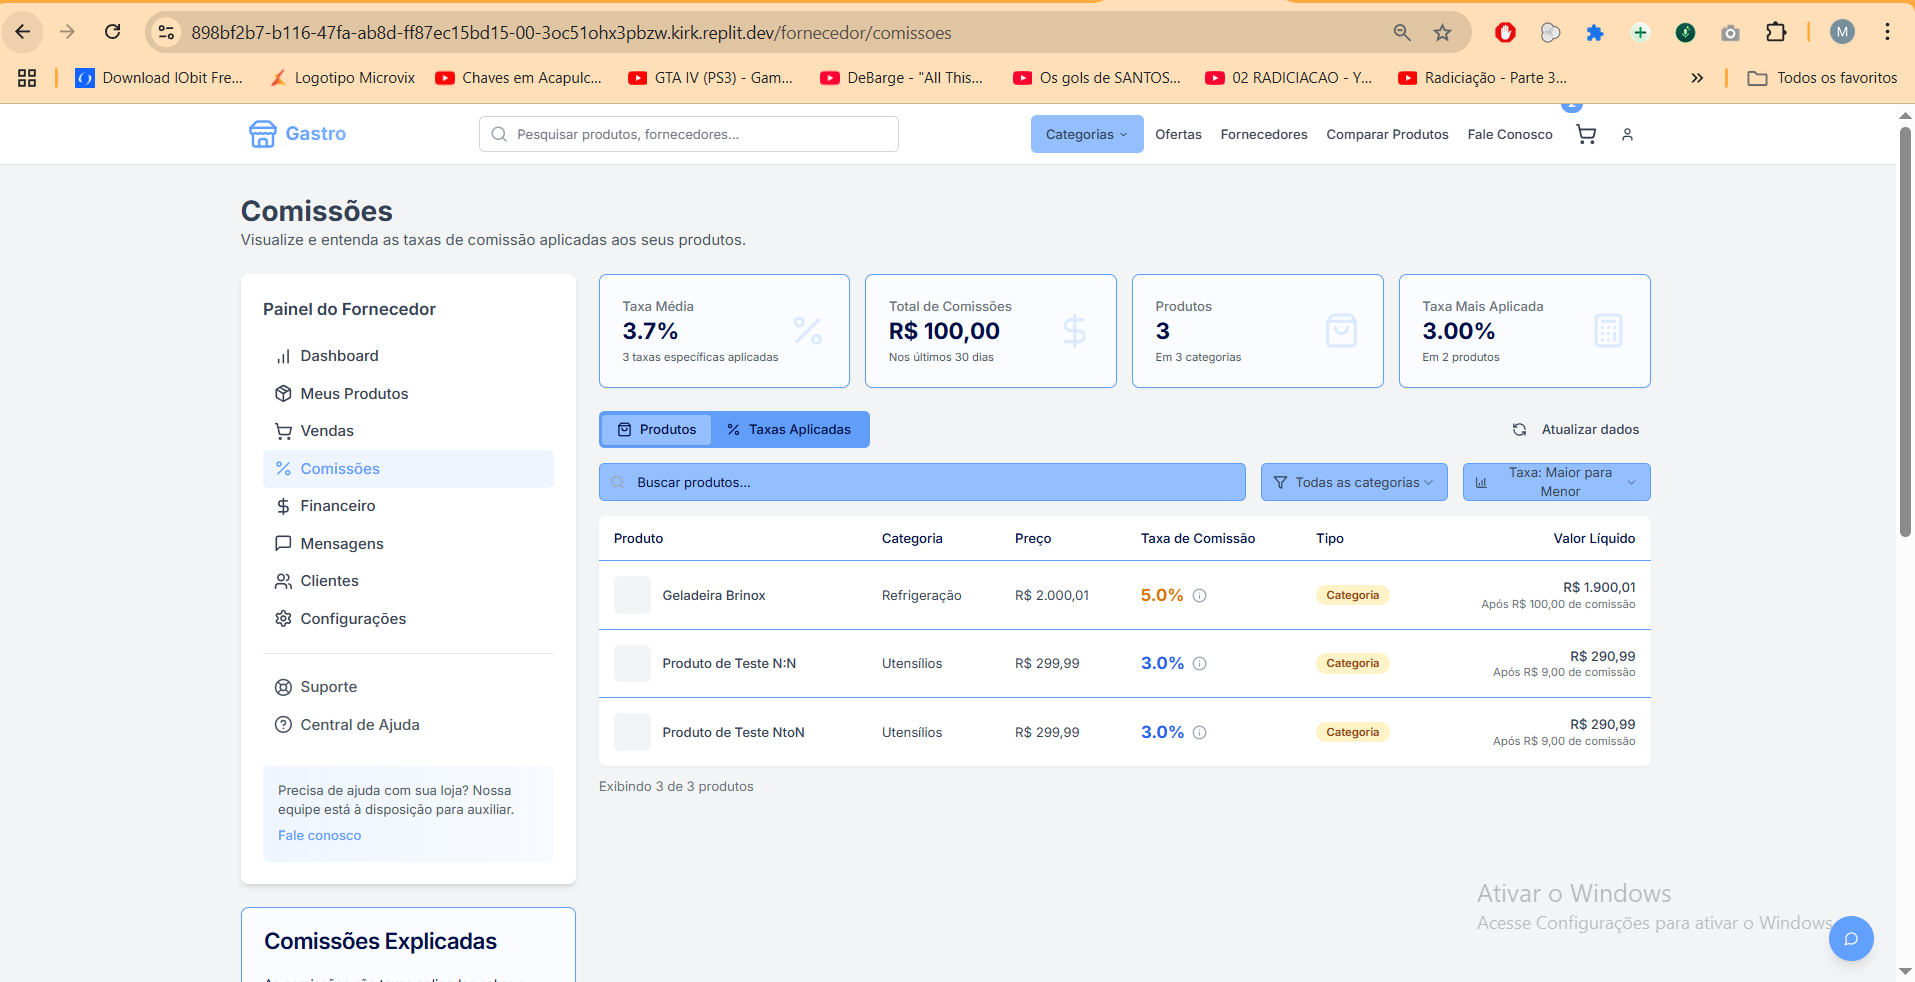 898bf2b7-b116-47fa-ab8d-ff87ec15bd15-00-3oc51ohx3pbzw.kirk.replit.dev/fornecedor/comissoes
M
Download IObit Fre...
Logotipo Microvix
Chaves em Acapulc...
GTA IV (PS3) - Gam...
DeBarge - "All This...
Os gols de SANTOS...
02 RADICIACAO - Y...
Radiciação - Parte 3...
Todos os favoritos
Gastro
Pesquisar produtos, fornecedores...
Categorias
Ofertas
Fornecedores
Comparar Produtos
Fale Conosco
Comissões
Visualize e entenda as taxas de comissão aplicadas aos seus produtos.
Painel do Fornecedor
Dashboard
Meus Produtos
Vendas
Comissões
Financeiro
Mensagens
Clientes
Configurações
Suporte
Central de Ajuda
Precisa de ajuda com sua loja? Nossa
equipe está à disposição para auxiliar.
Fale conosco
Comissões Explicadas
Taxa Média
3.7%
3 taxas específicas aplicadas
Total de Comissões
R$ 100,00
Nos últimos 30 dias
Produtos
3
Em 3 categorias
Taxa Mais Aplicada
3.00%
Em 2 produtos
Produtos
Taxas Aplicadas
Atualizar dados
Buscar produtos...
Todas as categorias
Taxa: Maior para
Menor
Produto Categoria Preço Taxa de Comissão Tipo Valor Líquido
Geladeira Brinox Refrigeração R$ 2.000,01 5.0% Categoria R$ 1.900,01
Após R$ 100,00 de comissão
Produto de Teste N:N Utensílios R$ 299,99 3.0% Categoria R$ 290,99
Após R$ 9,00 de comissão
Produto de Teste NtoN Utensílios R$ 299,99 3.0% Categoria R$ 290,99
Após R$ 9,00 de comissão
Exibindo 3 de 3 produtos
Ativar o Windows
Acesse Configurações para ativar o Windows.